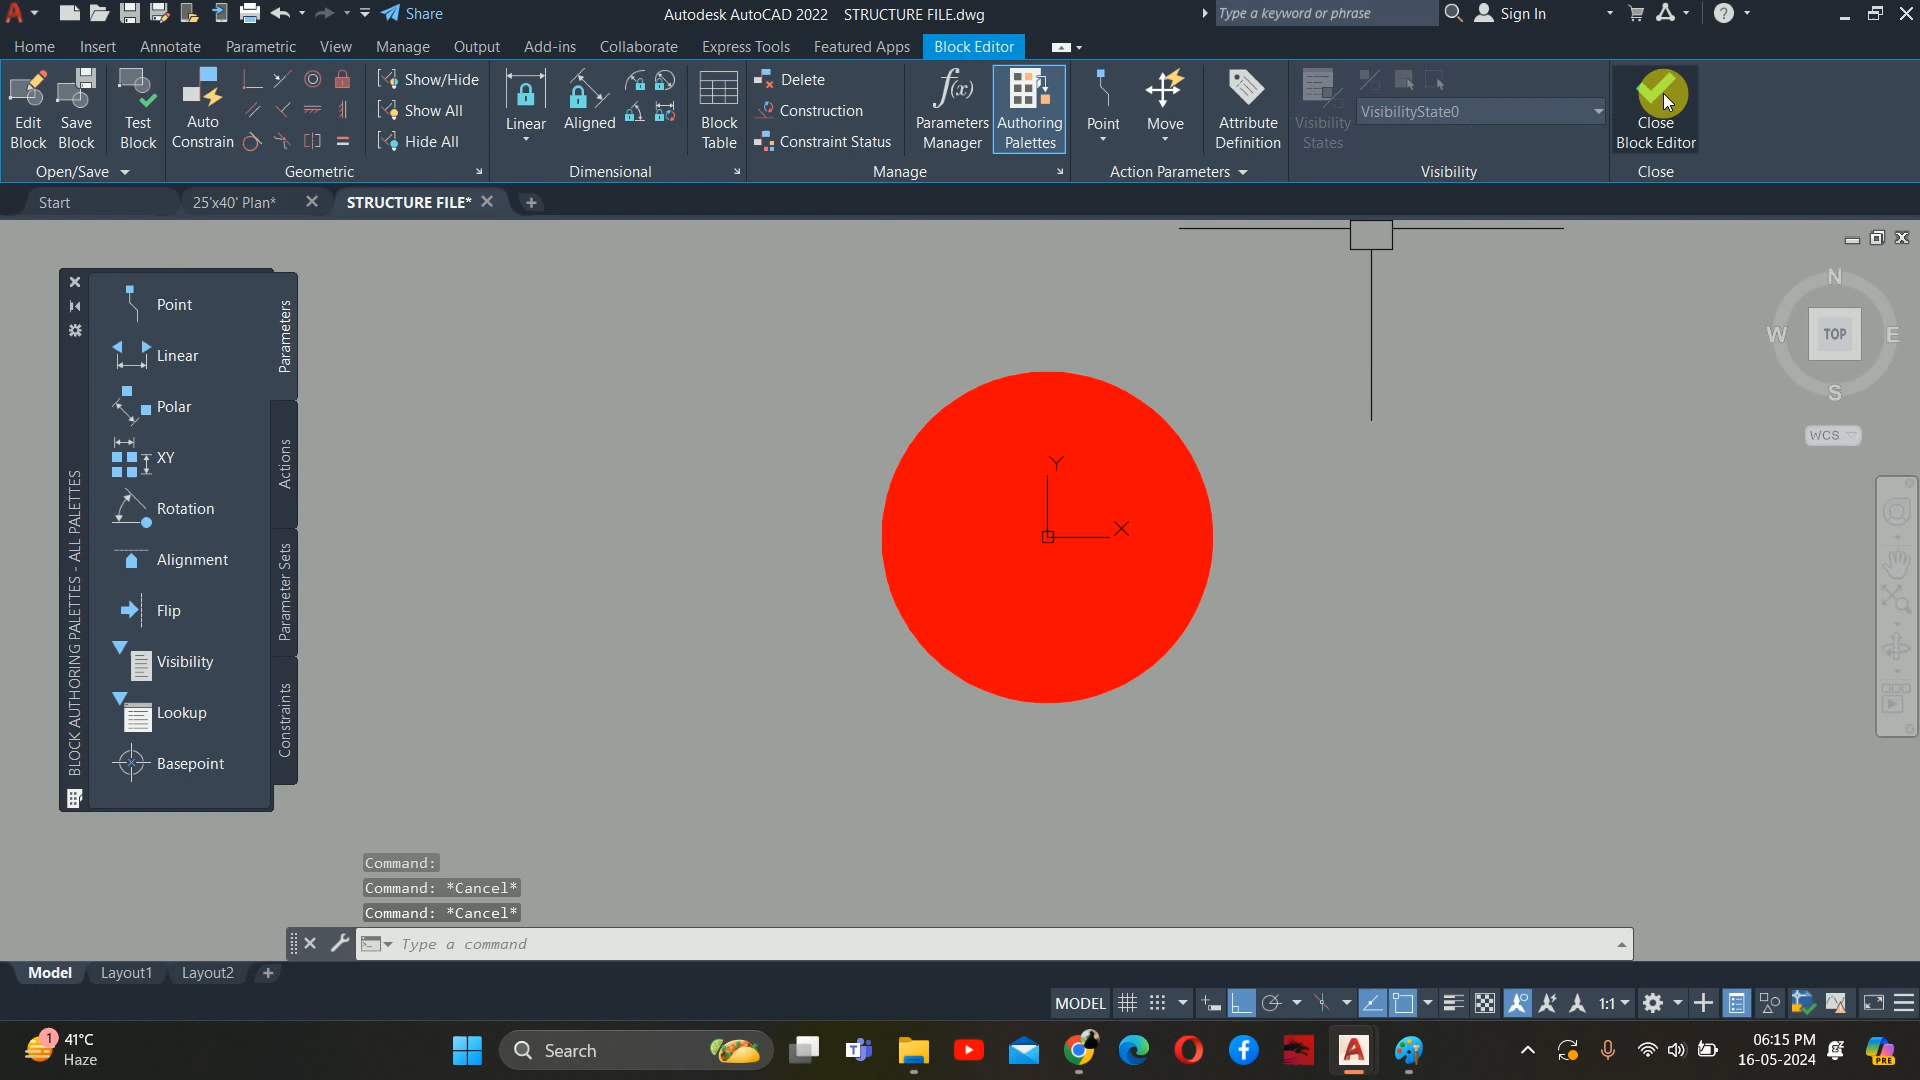 Share
Autodesk AutoCAD 2022 STRUCTURE FILE.dwg
Type a keyword or phrase
Sign In
Home Insert Annotate Parametric View Manage Output Add-ins Collaborate Express Tools Featured Apps Block Editor
Edit Block
Save Block
Test Block
Open/Save
Auto Constrain
Show/Hide
Show All
Hide All
Geometric
Linear
Aligned
Dimensional
Block Table
Delete
Construction
Constraint Status
Parameters Manager
Authoring Palettes
Manage
Point
Move
Attribute Definition
Action Parameters
Visibility States
VisibilityState0
Visibility
Close Block Editor
Close
Start
25'x40' Plan*
STRUCTURE FILE*
Point
Linear
Polar
XY
Rotation
Alignment
Flip
Visibility
Lookup
Basepoint
Parameters
Actions
Parameter Sets
Constraints
BLOCK AUTHORING PALETTES - ALL PALETTES
Y
X
N
W TOP E
S
WCS
Command:
Command: *Cancel*
Command: *Cancel*
Type a command
Model Layout1 Layout2
MODEL
1:1
1
41°C
Haze
Search
06:15 PM
16-05-2024
PRE